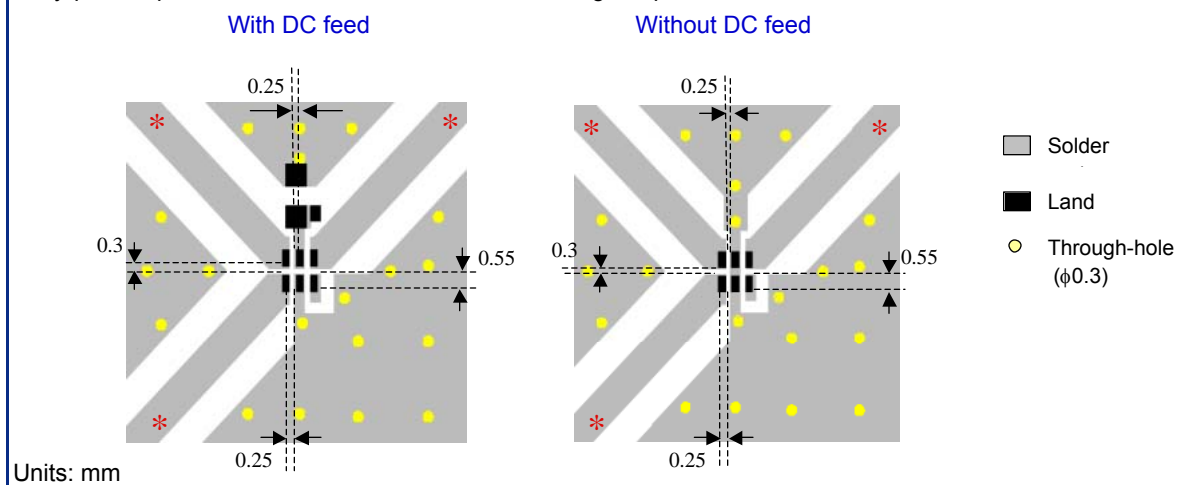 With DC feed
Without DC feed
0.25
0.25
* *
* *
Solder
Land
0.3
0.55
0.3
0.55
Through-hole
(ϕ0.3)
*
*
0.25
0.25
Units: mm